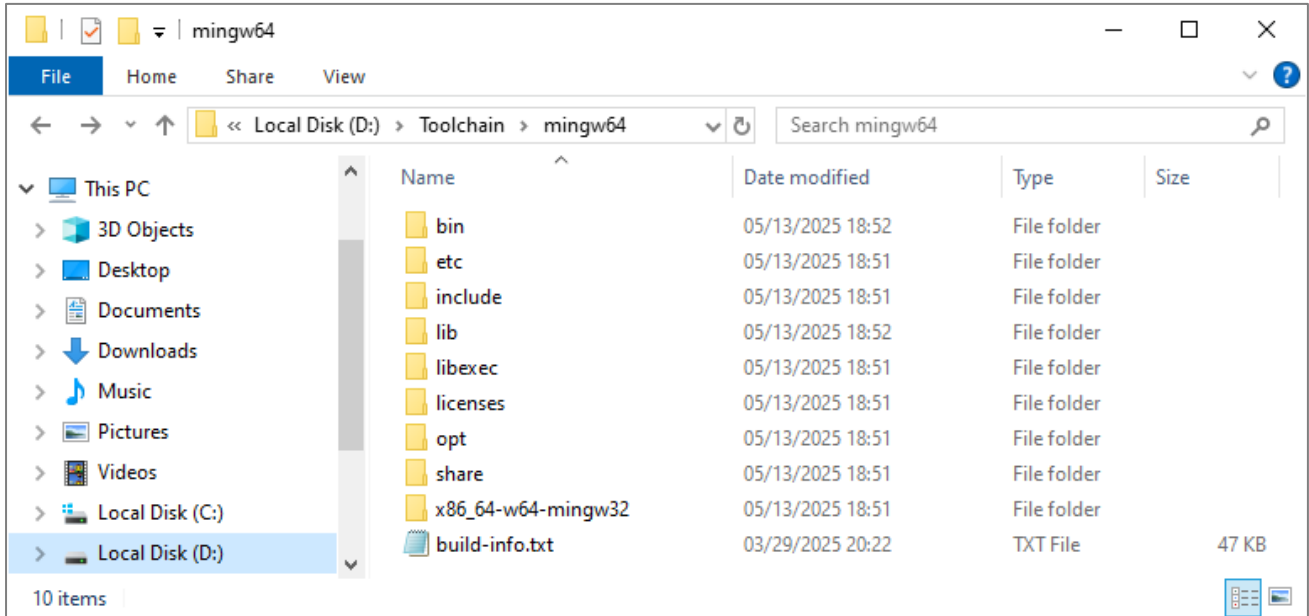 mingw64
File Home Share View
« Local Disk (D:) > Toolchain > mingw64 Search mingw64
Name Date modified Type Size
This PC
3D Objects
Desktop
Documents
Downloads
Music
Pictures
Videos
Local Disk (C:)
Local Disk (D:)
bin 05/13/2025 18:52 File folder
etc 05/13/2025 18:51 File folder
include 05/13/2025 18:51 File folder
lib 05/13/2025 18:52 File folder
libexec 05/13/2025 18:51 File folder
licenses 05/13/2025 18:51 File folder
opt 05/13/2025 18:51 File folder
share 05/13/2025 18:51 File folder
x86_64-w64-mingw32 05/13/2025 18:51 File folder
build-info.txt 03/29/2025 20:22 TXT File 47 KB
10 items